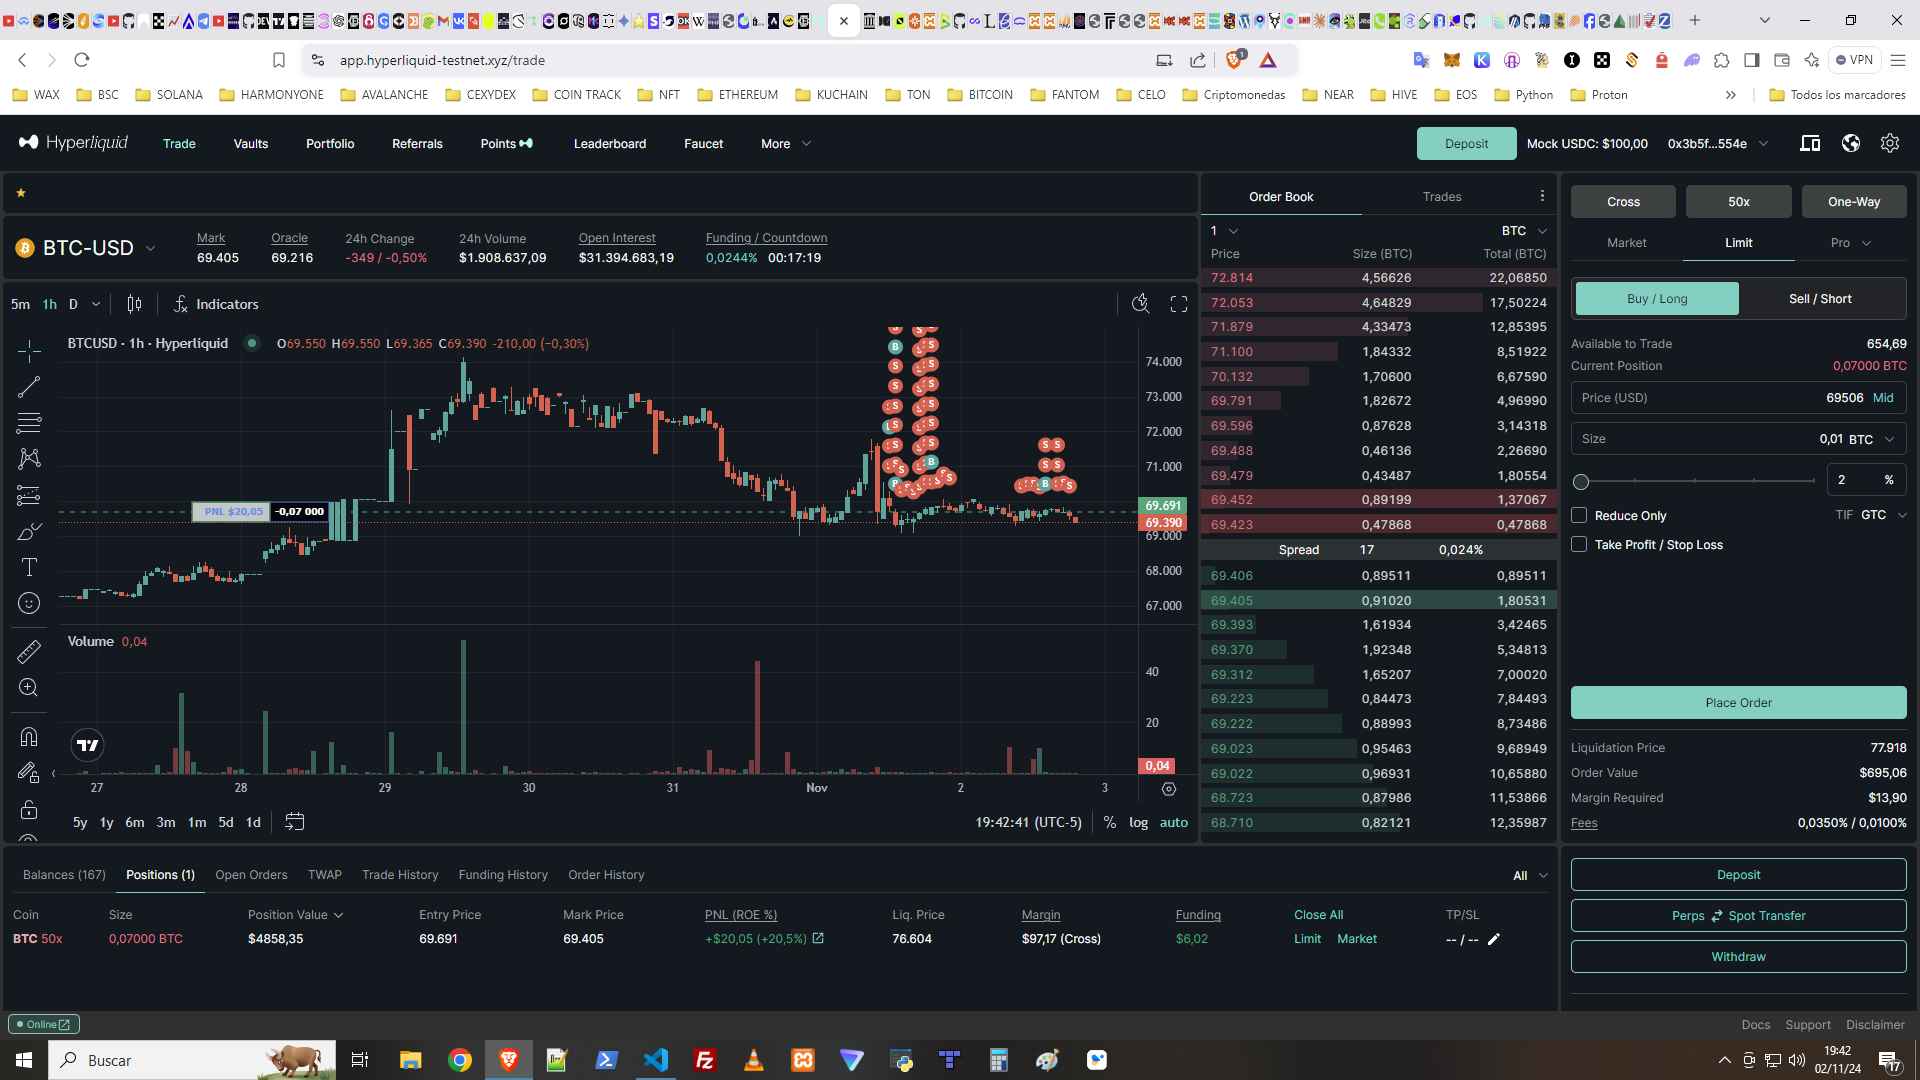 app.hyperliquid-testnet.xyz/trade
1
VPN
WAX
BSC
SOLANA
HARMONYONE
AVALANCHE
CEXYDEX
COIN TRACK
NFT
ETHEREUM
KUCHAIN
TON
BITCOIN
FANTOM
CELO
Criptomonedas
NEAR
HIVE
EOS
Python
Proton
Todos los marcadores
Hyperliquid
Trade
Vaults
Portfolio
Referrals
Points
Leaderboard
Faucet
More
Deposit
Mock USDC: $100,00
0x3b5f...554e
BTC-USD
Mark
69.405
Oracle
69.216
24h Change
-349 / -0,50%
24h Volume
$1.908.637,09
Open Interest
$31.394.683,19
Funding / Countdown
0,0244% 00:17:19
5m 1h D
Indicators
BTCUSD · 1h · Hyperliquid
O69.550 H69.550 L69.365 C69.390 -210,00 (−0,30%)
PNL $20,05
-0,07 000
74.000
73.000
72.000
71.000
69.691
69.390
69.000
68.000
67.000
Volume 0,04
40
20
0,04
27 28 29 30 31 Nov 2 3
5y 1y 6m 3m 1m 5d 1d
19:42:41 (UTC-5)
% log auto
Order Book
Trades
1
BTC
Price Size (BTC) Total (BTC)
72.814 4,56626 22,06850
72.053 4,64829 17,50224
71.879 4,33473 12,85395
71.100 1,84332 8,51922
70.132 1,70600 6,67590
69.791 1,82672 4,96990
69.596 0,87628 3,14318
69.488 0,46136 2,26690
69.479 0,43487 1,80554
69.452 0,89199 1,37067
69.423 0,47868 0,47868
Spread 17 0,024%
69.406 0,89511 0,89511
69.405 0,91020 1,80531
69.393 1,61934 3,42465
69.370 1,92348 5,34813
69.312 1,65207 7,00020
69.223 0,84473 7,84493
69.222 0,88993 8,73486
69.023 0,95463 9,68949
69.022 0,96931 10,65880
68.723 0,87986 11,53866
68.710 0,82121 12,35987
Cross
50x
One-Way
Market
Limit
Pro
Buy / Long
Sell / Short
Available to Trade 654,69
Current Position 0,07000 BTC
Price (USD) 69506 Mid
Size 0,01 BTC
2 %
Reduce Only
TIF GTC
Take Profit / Stop Loss
Place Order
Liquidation Price 77.918
Order Value $695,06
Margin Required $13,90
Fees 0,0350% / 0,0100%
Deposit
Perps Spot Transfer
Withdraw
Balances (167)
Positions (1)
Open Orders
TWAP
Trade History
Funding History
Order History
All
Coin Size Position Value Entry Price Mark Price PNL (ROE %) Liq. Price Margin Funding Close All TP/SL
BTC 50x 0,07000 BTC $4858,35 69.691 69.405 +$20,05 (+20,5%) 76.604 $97,17 (Cross) $6,02 Limit Market -- / --
Online
Docs
Support
Disclaimer
Buscar
19:42
02/11/24
17